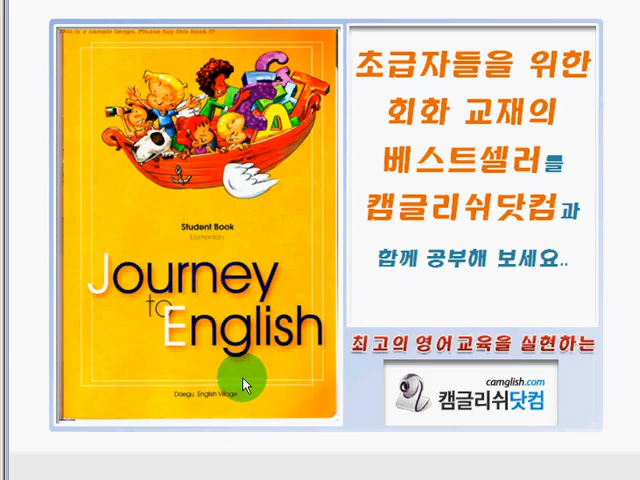 This is a sample image, Please buy this book !!!
Student Book
Elementary
Journey
to
English
Daegu English Village
초급자들을 위한
회화 교재의
베스트셀러를
캠글리쉬닷컴과
함께 공부해 보세요..
최고의 영어교육을 실현하는
camglish.com
캠글리쉬닷컴